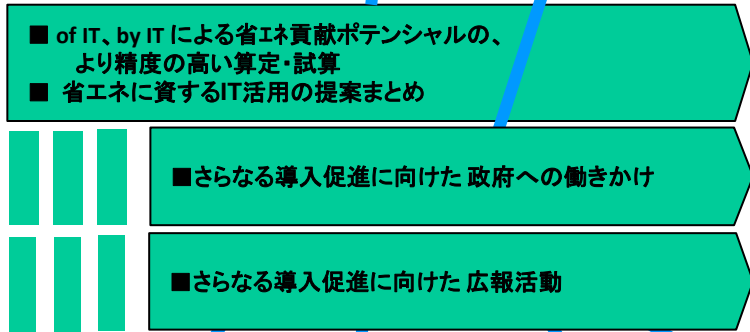 ■ of IT、by IT による省エネ貢献ポテンシャルの、
より精度の高い算定・試算
■ 省エネに資するIT活用の提案まとめ
■さらなる導入促進に向けた 政府への働きかけ
■さらなる導入促進に向けた 広報活動